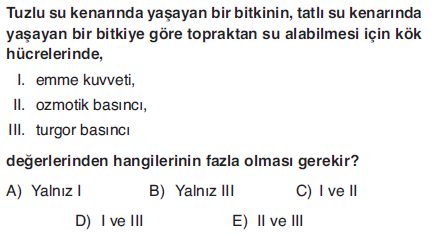 Tuzlu su kenarında yaşayan bir bitkinin, tatlı su kenarında
yaşayan bir bitkiye göre topraktan su alabilmesi için kök
hücrelerinde,
I. emme kuvveti,
II. ozmotik basıncı,
III. turgor basıncı
değerlerinden hangilerinin fazla olması gerekir?
A) Yalnız I B) Yalnız III C) I ve II
D) I ve III E) II ve III